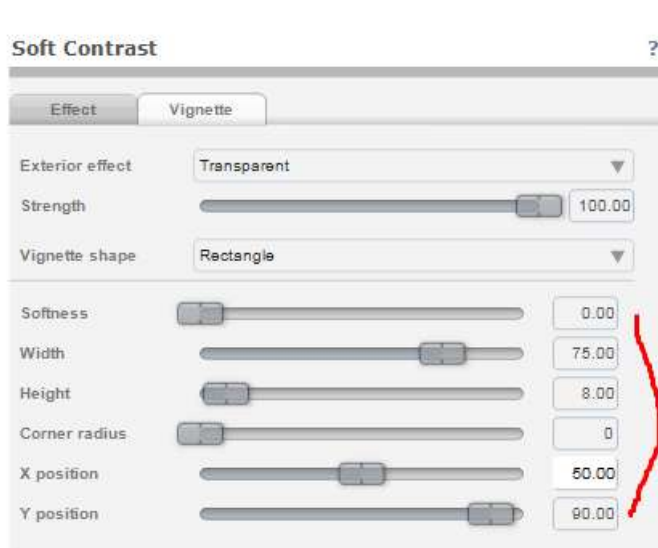 Soft Contrast ?
Effect Vignette
Exterior effect Transparent
Strength 100.00
Vignette shape Rectangle
Softness 0.00
Width 75.00
Height 8.00
Corner radius 0
X position 50.00
Y position 90.00